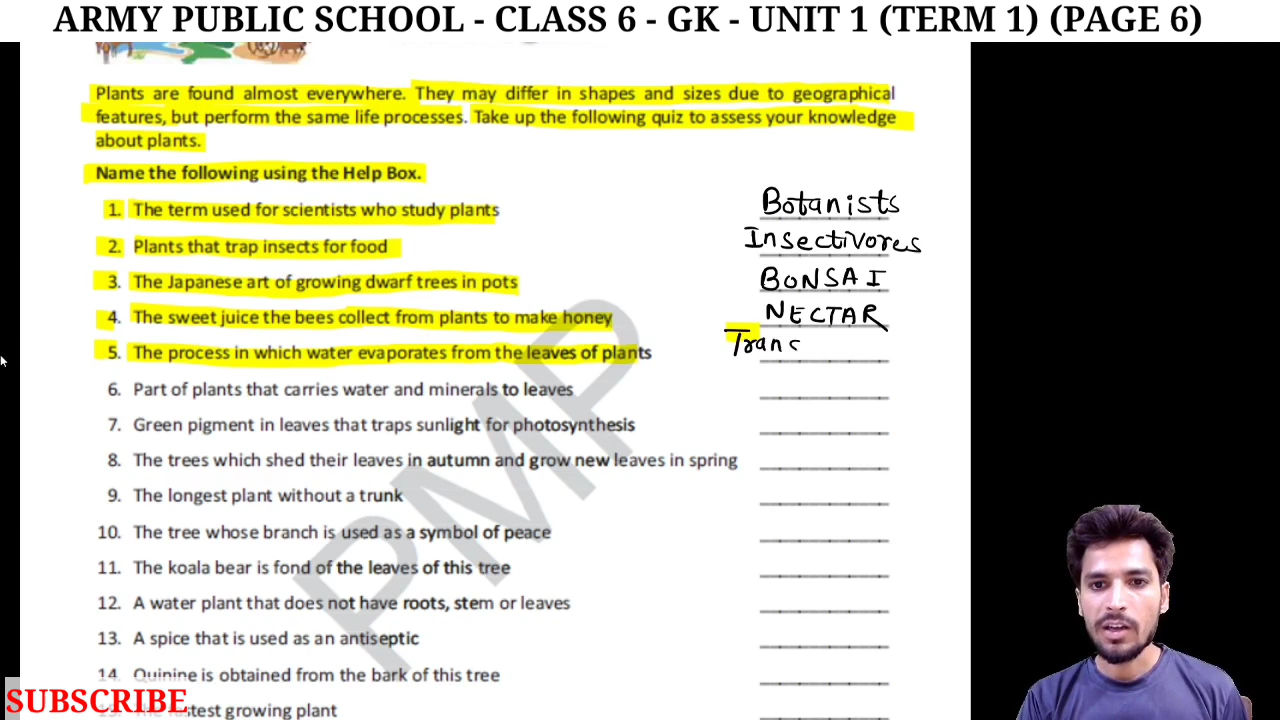 ARMY PUBLIC SCHOOL - CLASS 6 - GK - UNIT 1 (TERM 1) (PAGE 6)
Plants are found almost everywhere. They may differ in shapes and sizes due to geographical
features, but perform the same life processes. Take up the following quiz to assess your knowledge
about plants.
Name the following using the Help Box.
1. The term used for scientists who study plants Botanists
2. Plants that trap insects for food Insectivores
3. The Japanese art of growing dwarf trees in pots BONSAI
4. The sweet juice the bees collect from plants to make honey NECTAR
5. The process in which water evaporates from the leaves of plants Tranc
6. Part of plants that carries water and minerals to leaves
7. Green pigment in leaves that traps sunlight for photosynthesis
8. The trees which shed their leaves in autumn and grow new leaves in spring
9. The longest plant without a trunk
10. The tree whose branch is used as a symbol of peace
11. The koala bear is fond of the leaves of this tree
12. A water plant that does not have roots, stem or leaves
13. A spice that is used as an antiseptic
14. Quinine is obtained from the bark of this tree
fastest growing plant
SUBSCRIBE
PMP